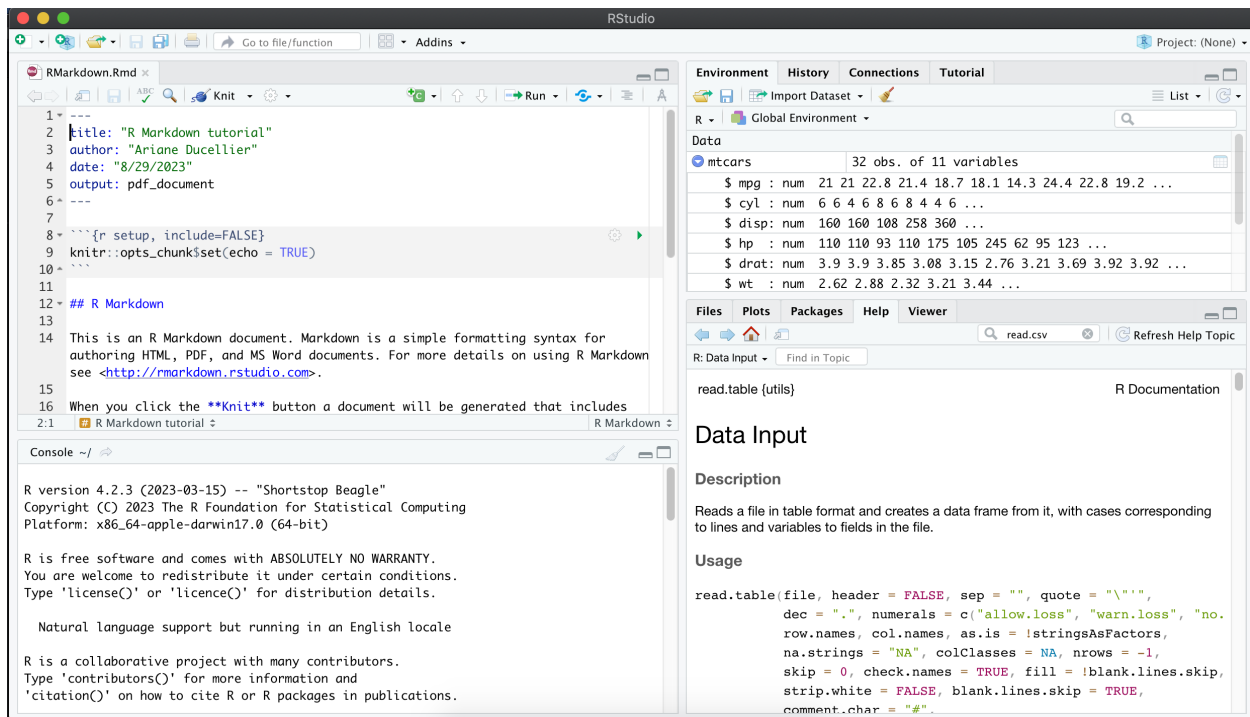 RStudio
Go to file/function
Addins
Project: (None)
RMarkdown.Rmd
ABC
Knit
Run
1 ---
2 title: "R Markdown tutorial"
3 author: "Ariane Ducellier"
4 date: "8/29/2023"
5 output: pdf_document
6 ---
7
8 ```{r setup, include=FALSE}
9 knitr::opts_chunk$set(echo = TRUE)
10 ```
11
12 ## R Markdown
13
14 This is an R Markdown document. Markdown is a simple formatting syntax for
authoring HTML, PDF, and MS Word documents. For more details on using R Markdown
see <http://rmarkdown.rstudio.com>.
15
16 When you click the **Knit** button a document will be generated that includes
2:1 # R Markdown tutorial R Markdown
Console ~/
R version 4.2.3 (2023-03-15) -- "Shortstop Beagle"
Copyright (C) 2023 The R Foundation for Statistical Computing
Platform: x86_64-apple-darwin17.0 (64-bit)
R is free software and comes with ABSOLUTELY NO WARRANTY.
You are welcome to redistribute it under certain conditions.
Type 'license()' or 'licence()' for distribution details.
Natural language support but running in an English locale
R is a collaborative project with many contributors.
Type 'contributors()' for more information and
'citation()' on how to cite R or R packages in publications.
Environment History Connections Tutorial
Import Dataset List
R Global Environment
Data
mtcars 32 obs. of 11 variables
$ mpg : num 21 21 22.8 21.4 18.7 18.1 14.3 24.4 22.8 19.2 ...
$ cyl : num 6 6 4 6 8 6 8 4 4 6 ...
$ disp: num 160 160 108 258 360 ...
$ hp : num 110 110 93 110 175 105 245 62 95 123 ...
$ drat: num 3.9 3.9 3.85 3.08 3.15 2.76 3.21 3.69 3.92 3.92 ...
$ wt : num 2.62 2.88 2.32 3.21 3.44 ...
Files Plots Packages Help Viewer
read.csv Refresh Help Topic
R: Data Input Find in Topic
read.table {utils} R Documentation
Data Input
Description
Reads a file in table format and creates a data frame from it, with cases corresponding
to lines and variables to fields in the file.
Usage
read.table(file, header = FALSE, sep = "", quote = "\"'",
dec = ".", numerals = c("allow.loss", "warn.loss", "no.
row.names, col.names, as.is = !stringsAsFactors,
na.strings = "NA", colClasses = NA, nrows = -1,
skip = 0, check.names = TRUE, fill = !blank.lines.skip,
strip.white = FALSE, blank.lines.skip = TRUE,
comment.char = "#",